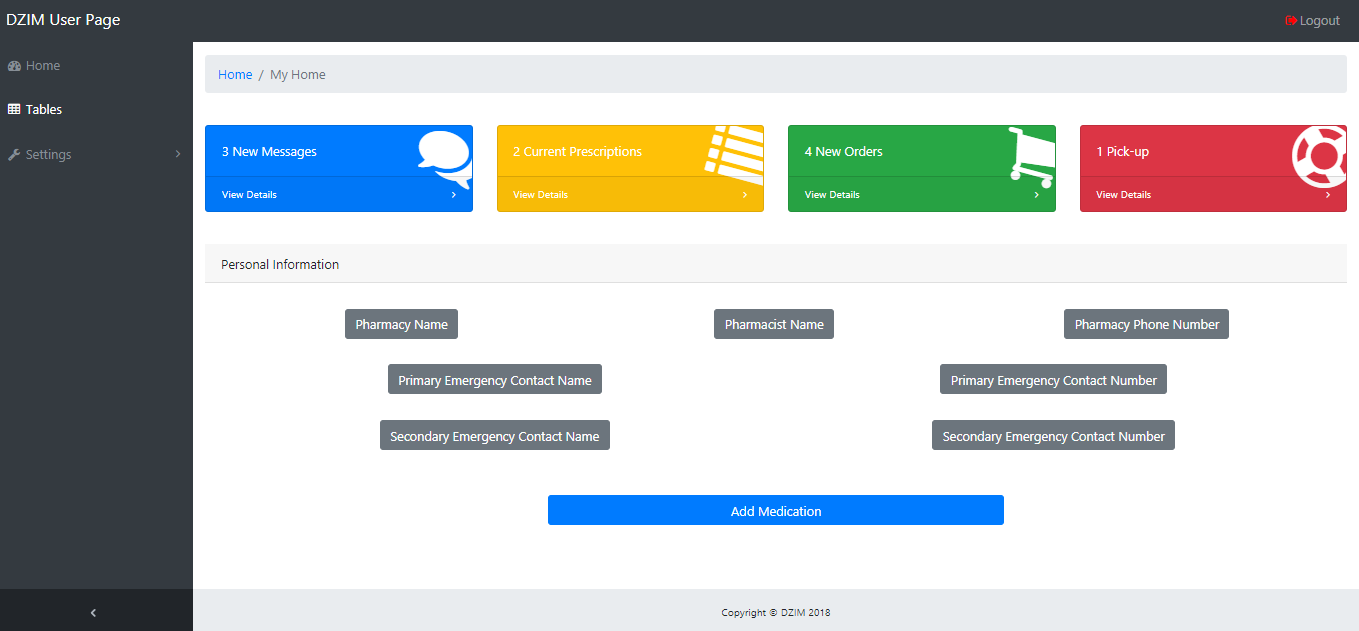 DZIM User Page
Logout
Home
Tables
Settings
Home / My Home
3 New Messages
View Details
2 Current Prescriptions
View Details
4 New Orders
View Details
1 Pick-up
View Details
Personal Information
Pharmacy Name
Pharmacist Name
Pharmacy Phone Number
Primary Emergency Contact Name
Primary Emergency Contact Number
Secondary Emergency Contact Name
Secondary Emergency Contact Number
Add Medication
Copyright © DZIM 2018